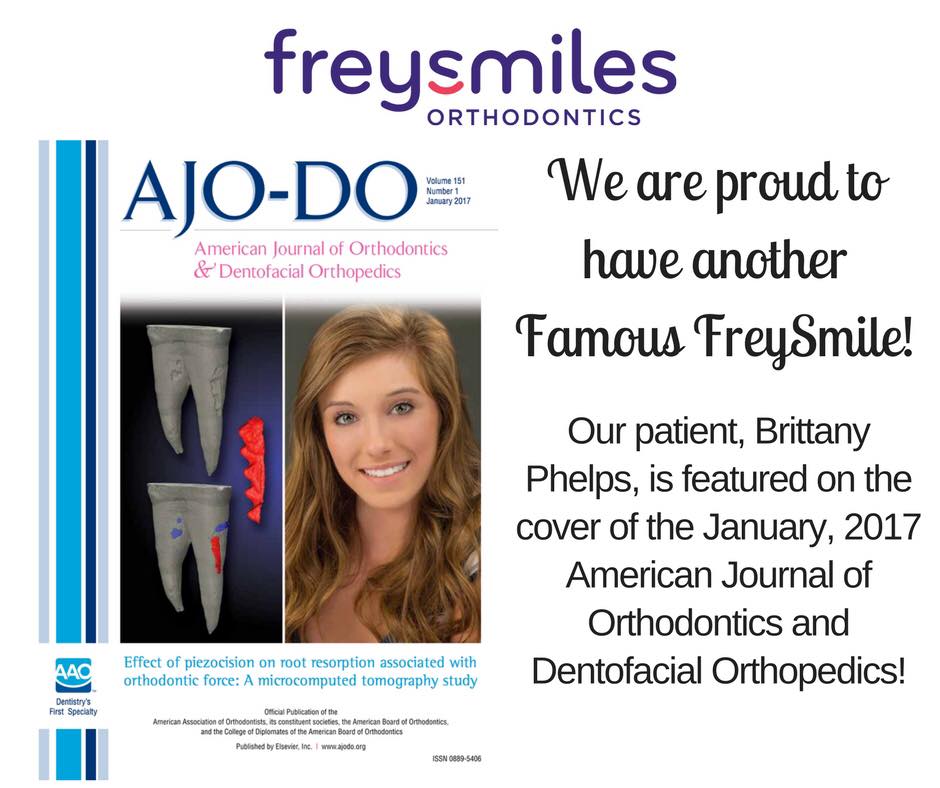 freysmiles
ORTHODONTICS
AJO-DO
Volume 151
Number 1
January 2017
American Journal of Orthodontics
& Dentofacial Orthopedics
Effect of piezocision on root resorption associated with
orthodontic force: A microcomputed tomography study
AAO
Dentistry's
First Specialty
Official Publication of the
American Association of Orthodontists, its constituent societies, the American Board of Orthodontics,
and the College of Diplomates of the American Board of Orthodontics
Published by Elsevier, Inc. | www.ajodo.org
ISSN 0889-5406
We are proud to
have another
Famous FreySmile!
Our patient, Brittany
Phelps, is featured on the
cover of the January, 2017
American Journal of
Orthodontics and
Dentofacial Orthopedics!